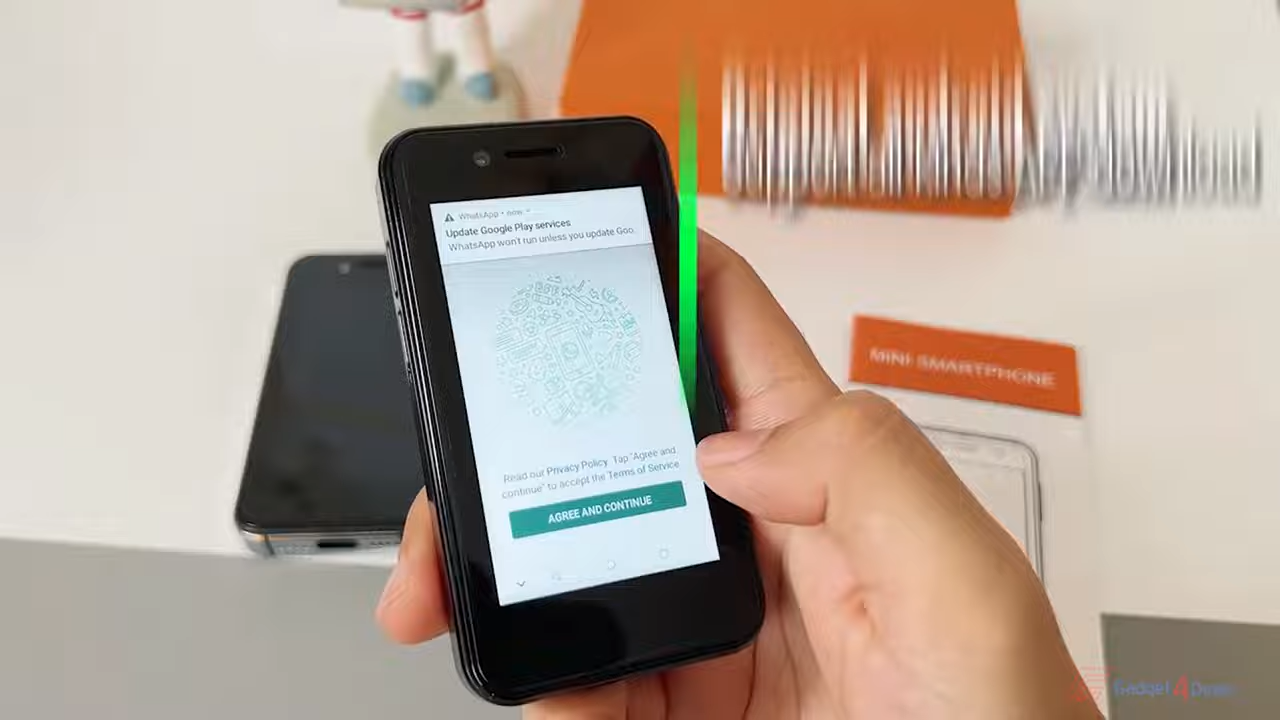 WhatsApp • now
Update Google Play services
WhatsApp won't run unless you update Goo.
Read our Privacy Policy. Tap "Agree and
continue" to accept the Terms of Service
AGREE AND CONTINUE
MINI SMARTPHONE